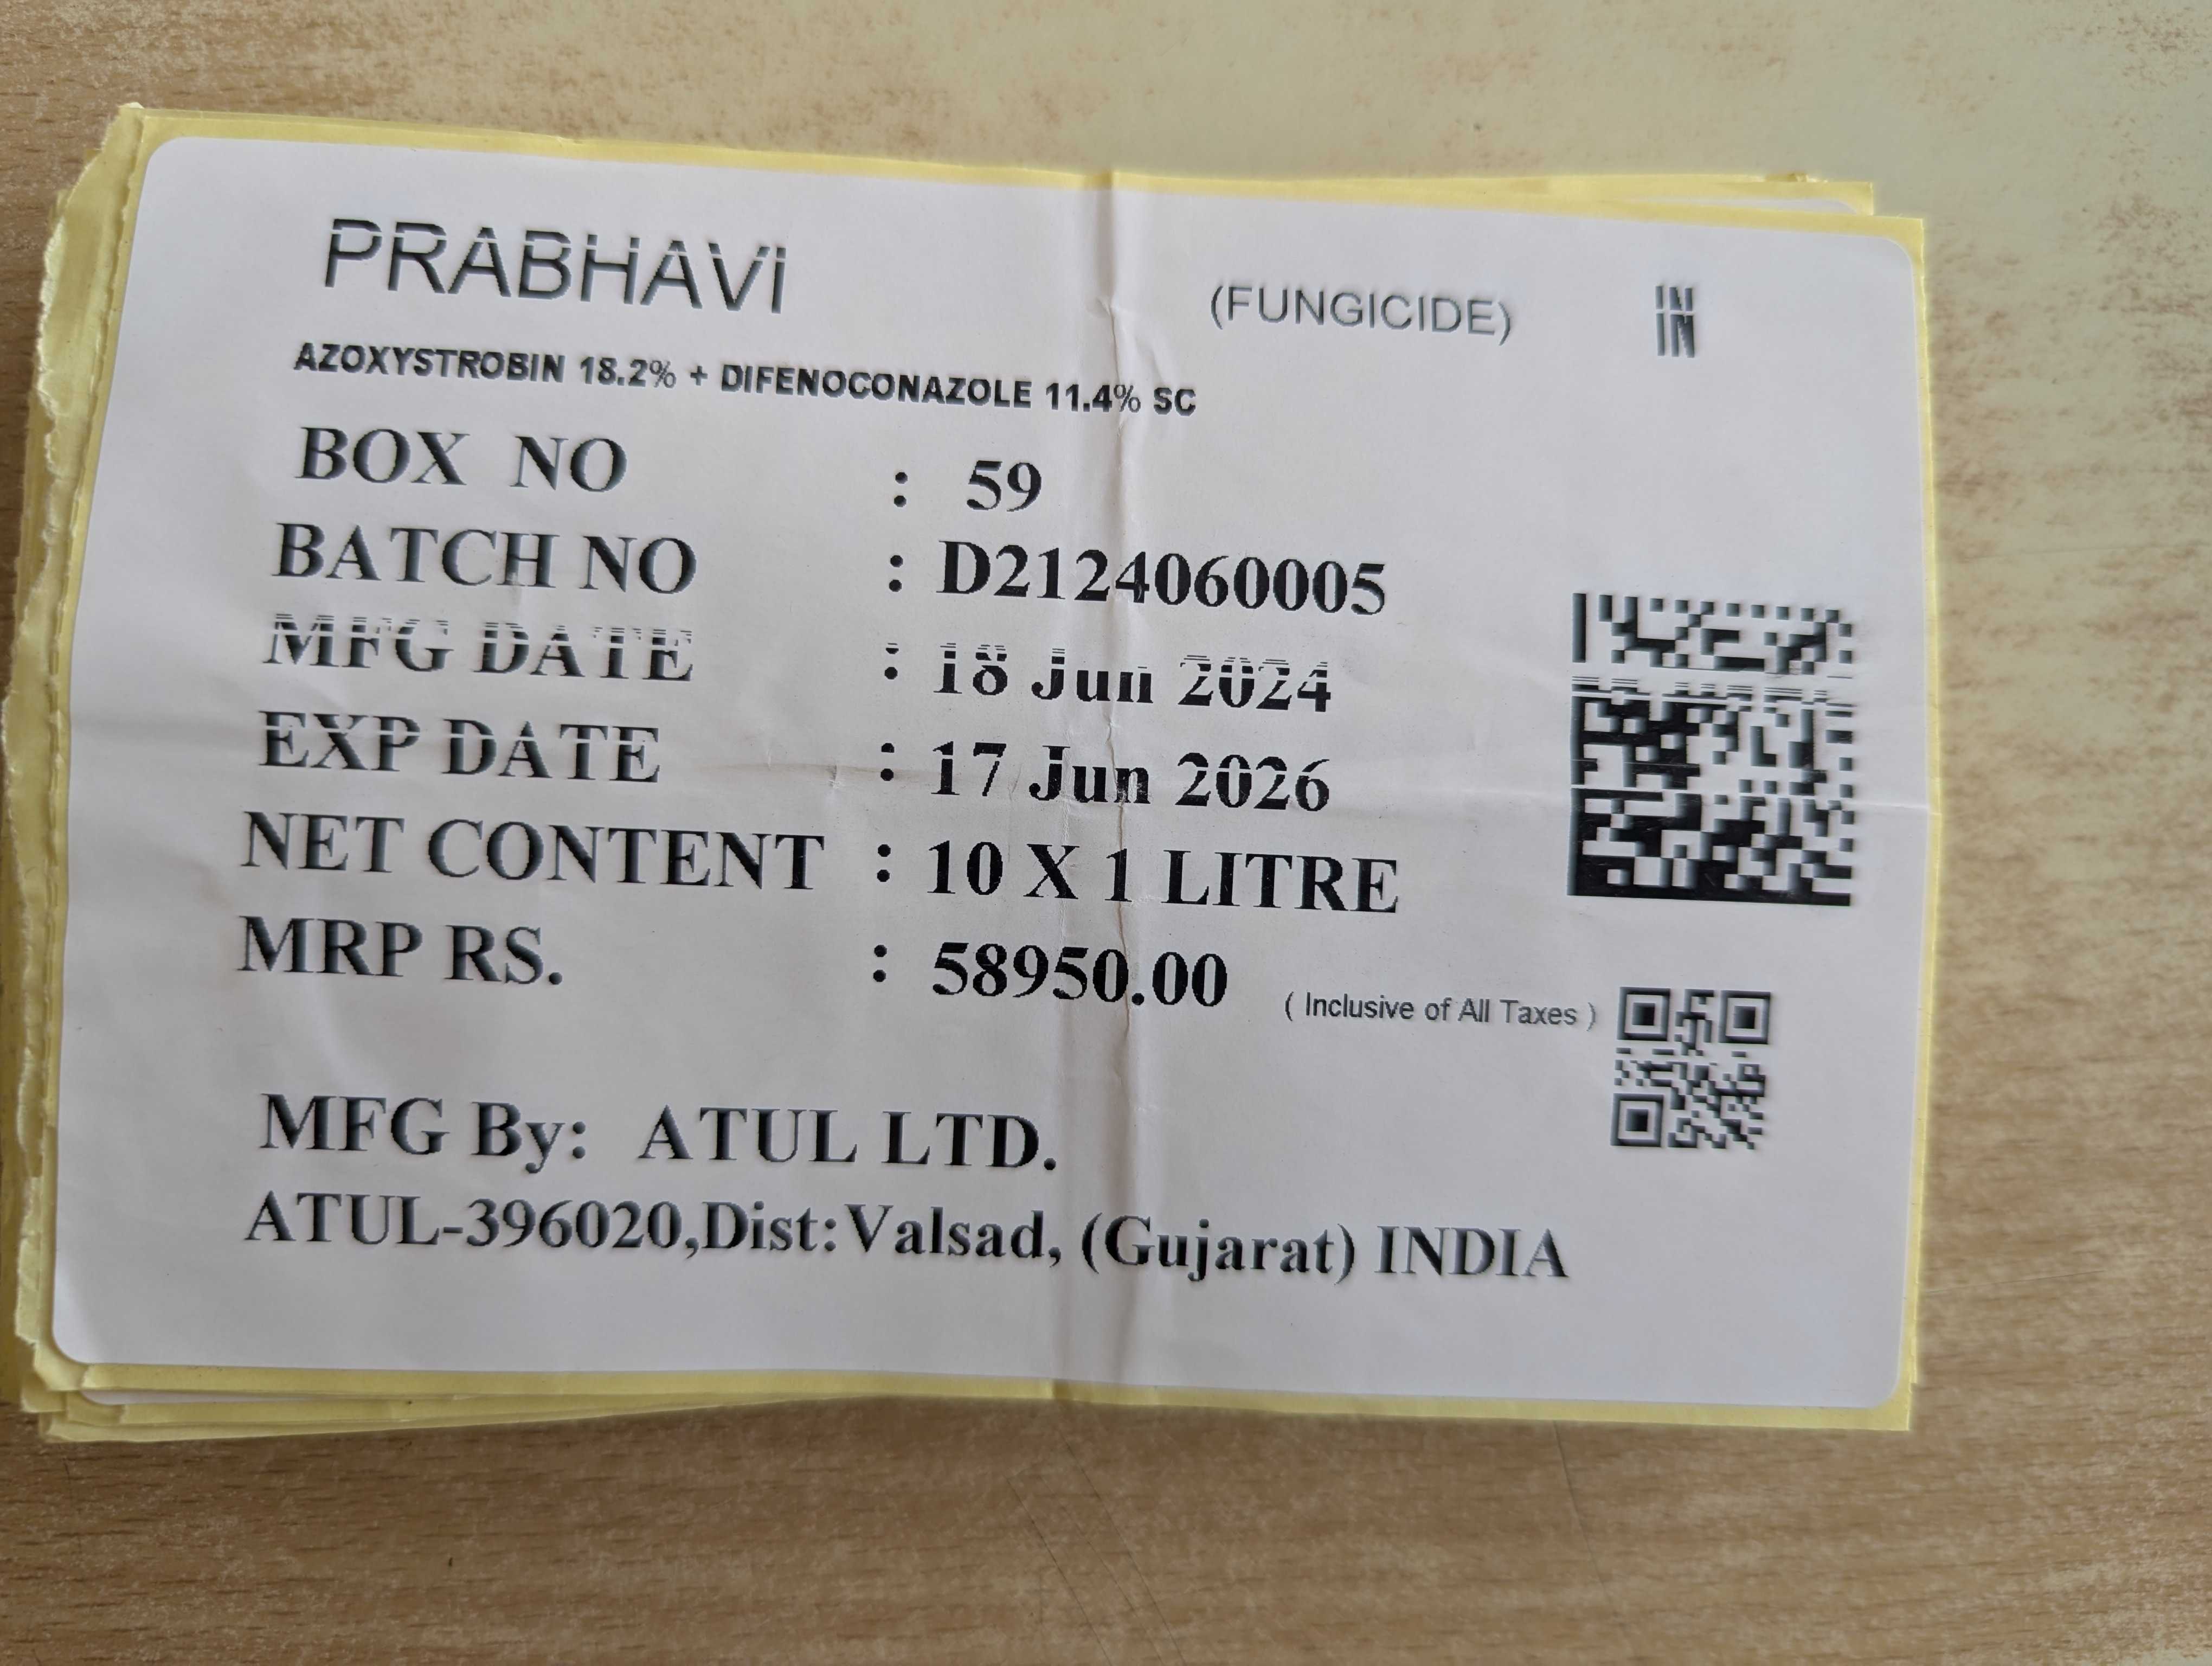 PRABHAVI (FUNGICIDE) IN
AZOXYSTROBIN 18.2% + DIFENOCONAZOLE 11.4% SC
BOX NO : 59
BATCH NO : D2124060005
MFG DATE : 18 Jun 2024
EXP DATE : 17 Jun 2026
NET CONTENT : 10 X 1 LITRE
MRP RS. : 58950.00 ( Inclusive of All Taxes )
MFG By: ATUL LTD.
ATUL-396020,Dist:Valsad, (Gujarat) INDIA